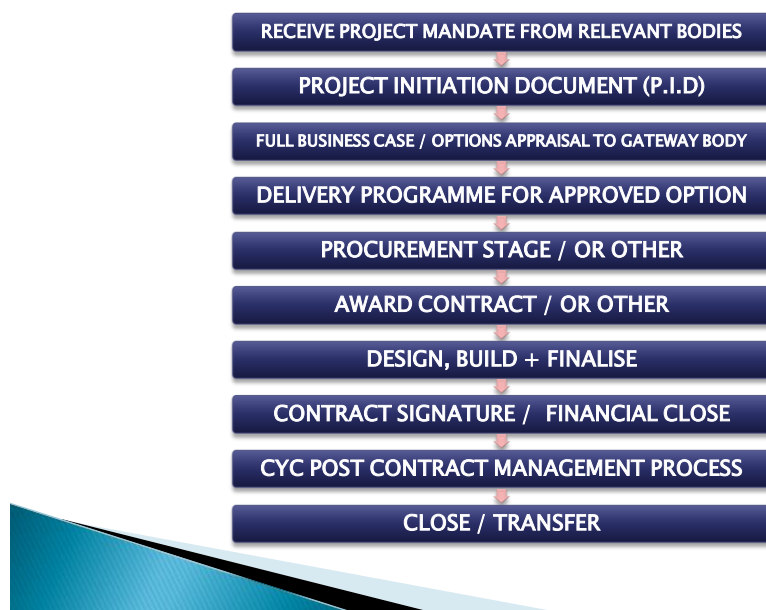 RECEIVE PROJECT MANDATE FROM RELEVANT BODIES
PROJECT INITIATION DOCUMENT (P.I.D)
FULL BUSINESS CASE / OPTIONS APPRAISAL TO GATEWAY BODY
DELIVERY PROGRAMME FOR APPROVED OPTION
PROCUREMENT STAGE / OR OTHER
AWARD CONTRACT / OR OTHER
DESIGN, BUILD + FINALISE
CONTRACT SIGNATURE / FINANCIAL CLOSE
CYC POST CONTRACT MANAGEMENT PROCESS
CLOSE / TRANSFER